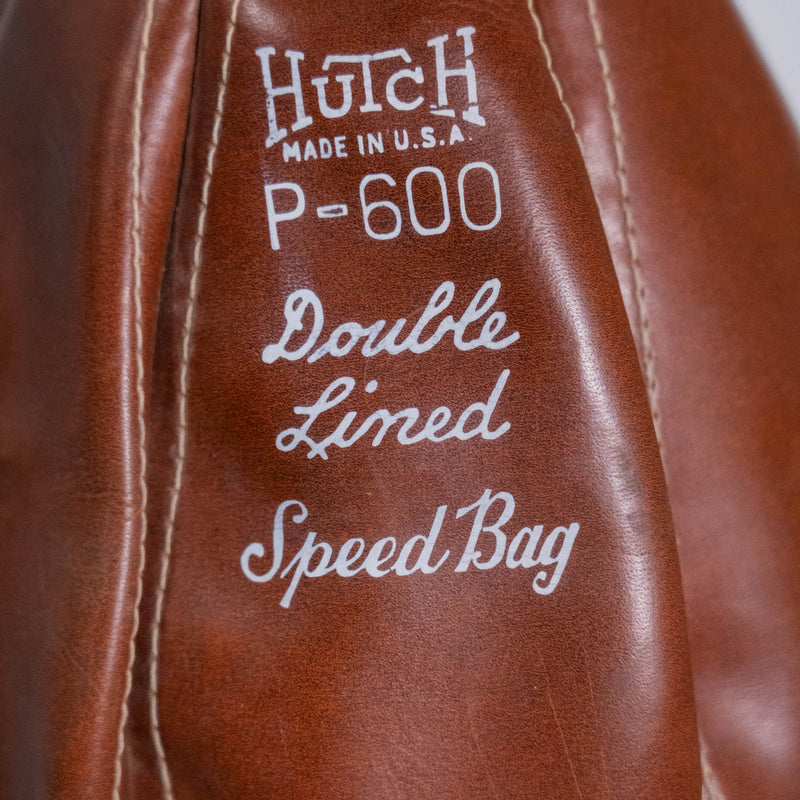 HUTCH
MADE IN U.S.A.
P-600
Double
Lined
Speed Bag